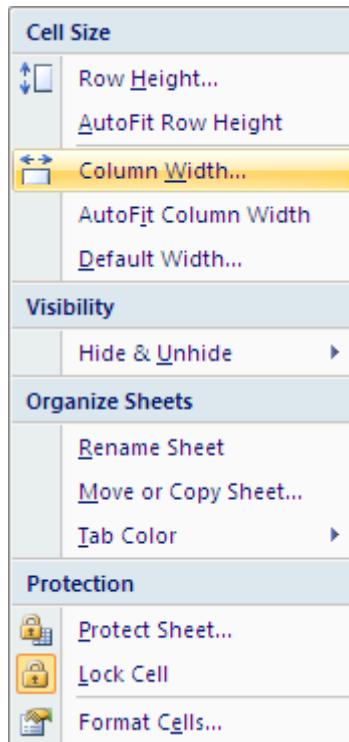 Cell Size
Row Height...
AutoFit Row Height
Column Width...
AutoFit Column Width
Default Width...
Visibility
Hide & Unhide
Organize Sheets
Rename Sheet
Move or Copy Sheet...
Tab Color
Protection
Protect Sheet...
Lock Cell
Format Cells...